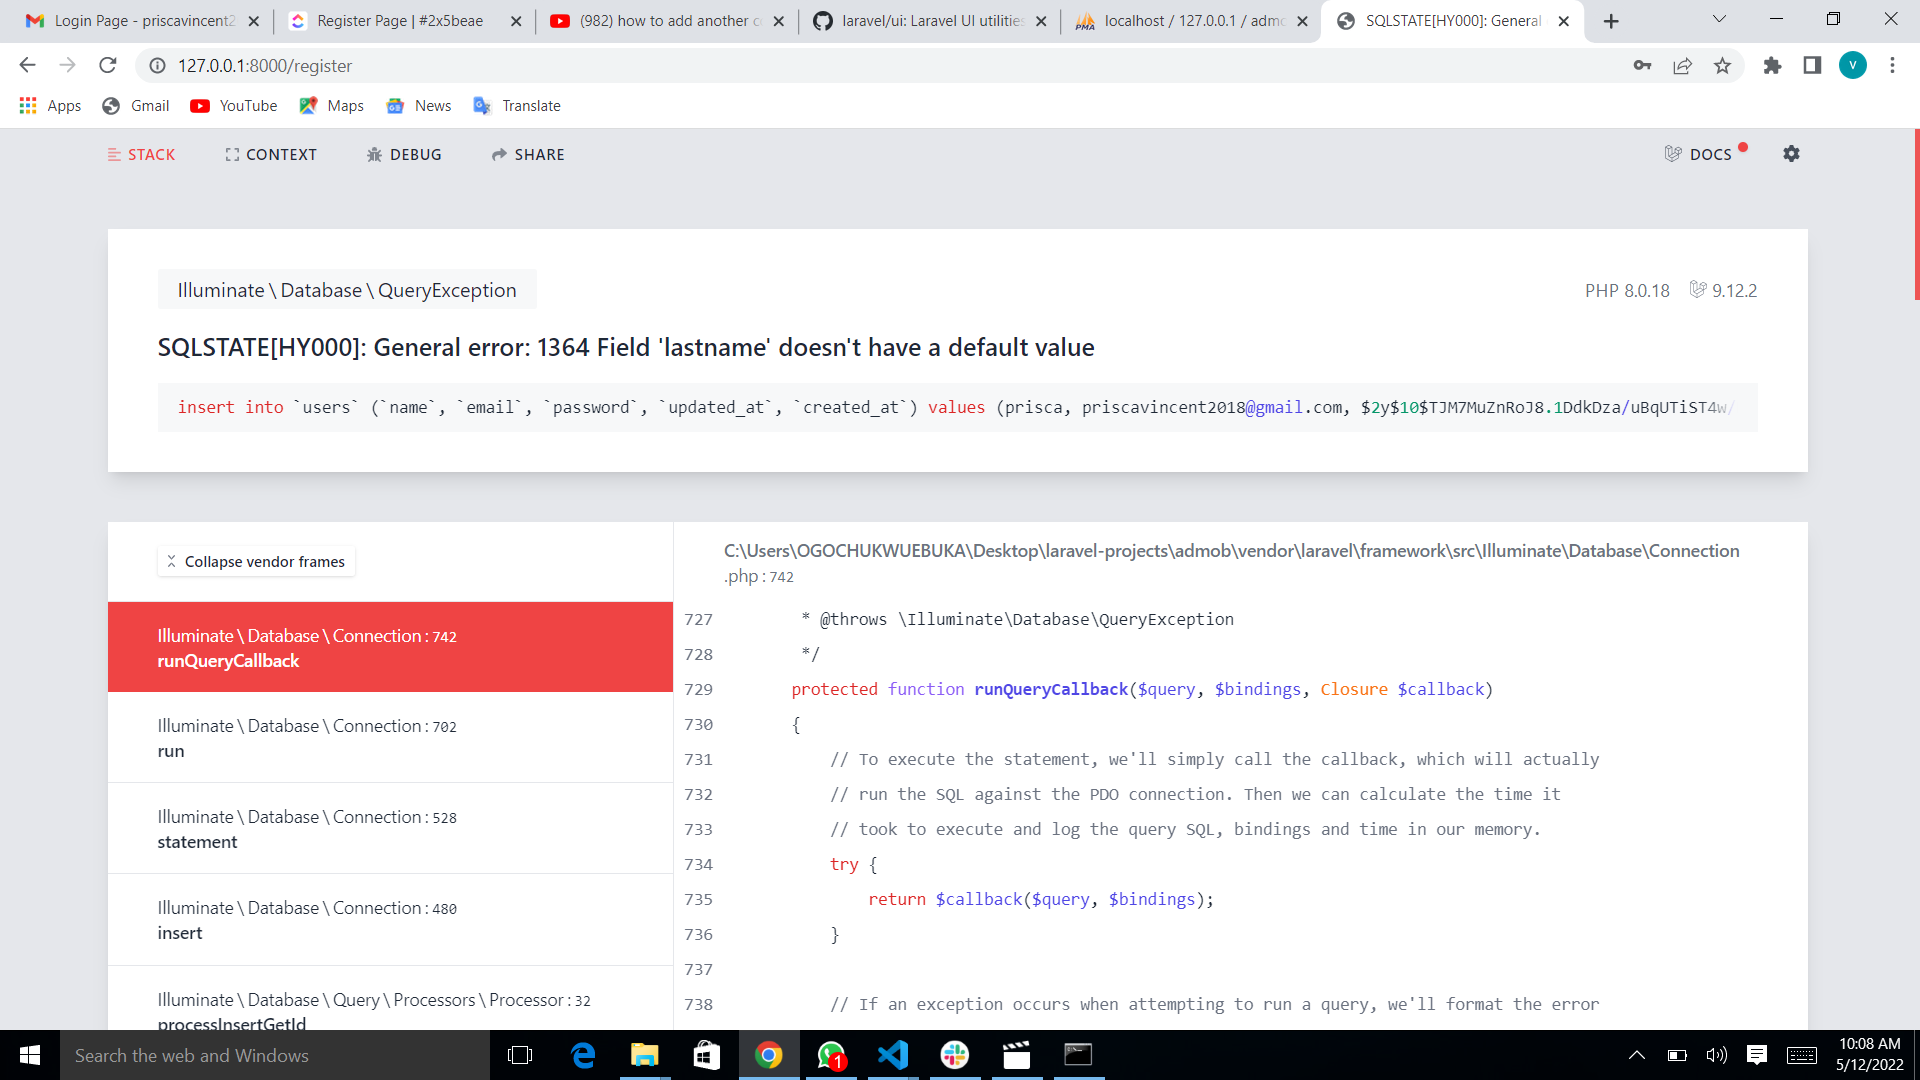 Login Page - priscavincent2
Register Page | #2x5beae
(982) how to add another c
laravel/ui: Laravel UI utilities
localhost / 127.0.0.1 / admo
SQLSTATE[HY000]: General
127.0.0.1:8000/register
V
Apps
Gmail
YouTube
Maps
News
Translate
STACK
CONTEXT
DEBUG
SHARE
DOCS
Illuminate\Database\QueryException
PHP 8.0.18
9.12.2
SQLSTATE[HY000]: General error: 1364 Field 'lastname' doesn't have a default value
insert into `users` (`name`, `email`, `password`, `updated_at`, `created_at`) values (prisca, priscavincent2018@gmail.com, $2y$10$TJM7MuZnRoJ8.1DdkDza/uBqUTiST4w/
Collapse vendor frames
Illuminate\Database\Connection:742
runQueryCallback
Illuminate\Database\Connection:702
run
Illuminate\Database\Connection:528
statement
Illuminate\Database\Connection:480
insert
Illuminate\Database\Query\Processors\Processor:32
processInsertGetId
C:\Users\OGOCHUKWUEBUKA\Desktop\laravel-projects\admob\vendor\laravel\framework\src\Illuminate\Database\Connection
.php:742
727 * @throws \Illuminate\Database\QueryException
728 */
729 protected function runQueryCallback($query, $bindings, Closure $callback)
730 {
731 // To execute the statement, we'll simply call the callback, which will actually
732 // run the SQL against the PDO connection. Then we can calculate the time it
733 // took to execute and log the query SQL, bindings and time in our memory.
734 try {
735 return $callback($query, $bindings);
736 }
737
738 // If an exception occurs when attempting to run a query, we'll format the error
Search the web and Windows
1
10:08 AM
5/12/2022